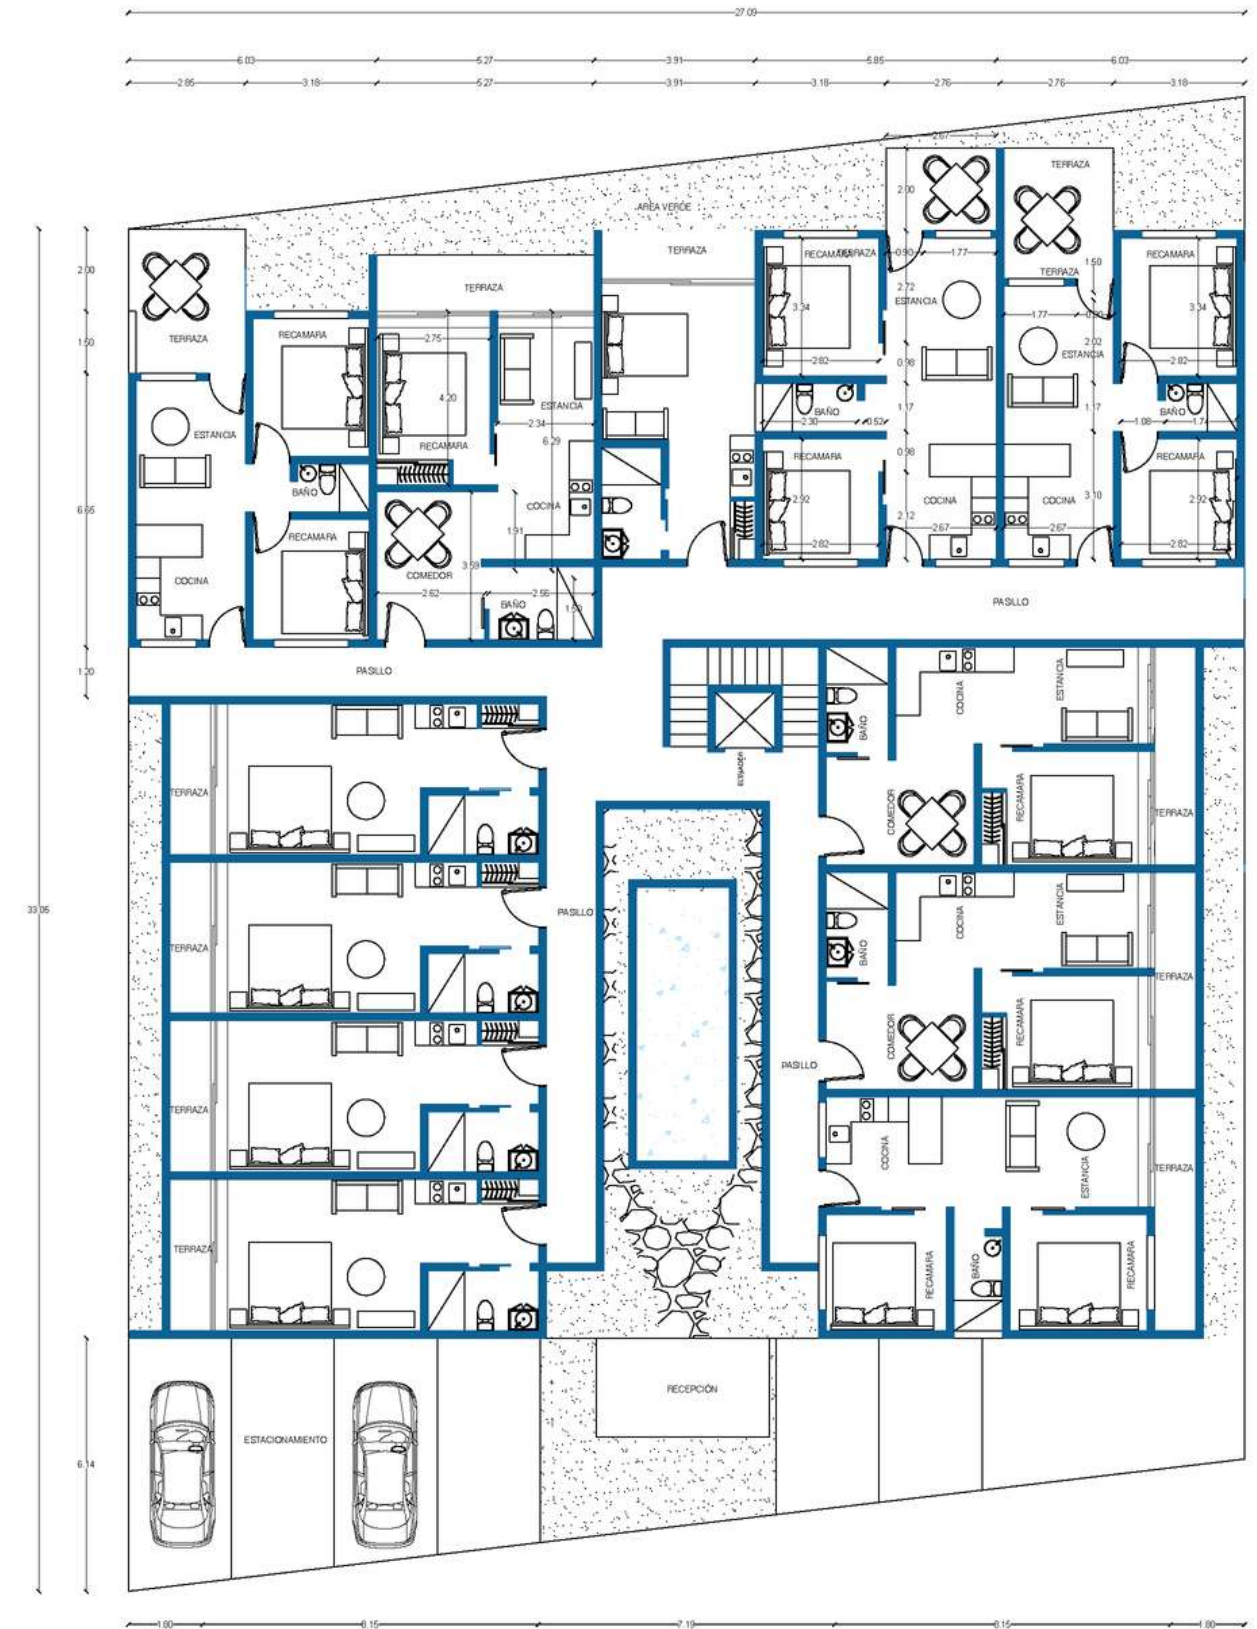 27.09
6.03 5.27 3.91 5.85 6.03
2.85 3.18 5.27 3.91 3.18 2.76 2.76 3.18
2.67
TERRAZA
2.00
AREA VERDE
TERRAZA
RECAMARA
TERRAZA
0.90
1.77
RECAMARA
2.00
TERRAZA
1.50
2.72
TERRAZA
ESTANCIA
3.34
1.77
0.90
3.34
TERRAZA
RECAMARA
2.75
1.50
2.02
ESTANCIA
2.82
0.98
2.82
4.20
ESTANCIA
2.34
6.29
BAÑO
1.17
2.30
0.52
1.17
BAÑO
1.08
1.74
ESTANCIA
RECAMARA
RECAMARA
0.98
RECAMARA
BAÑO
COCINA
2.92
COCINA
COCINA
3.10
2.92
6.66
2.12
2.67
2.67
1.91
RECAMARA
2.82
2.82
3.59
COCINA
COMEDOR
2.62
2.56
BAÑO
1.50
PASILLO
1.20
PASILLO
COCINA
ESTANCIA
BAÑO
ELEVADOR
TERRAZA
COMEDOR
RECAMARA
TERRAZA
33.05
PASILLO
COCINA
ESTANCIA
TERRAZA
BAÑO
TERRAZA
COMEDOR
RECAMARA
PASILLO
TERRAZA
COCINA
ESTANCIA
TERRAZA
TERRAZA
RECAMARA
BAÑO
RECAMARA
RECEPCIÓN
ESTACIONAMIENTO
6.14
1.80 8.15 7.19 8.15 1.80